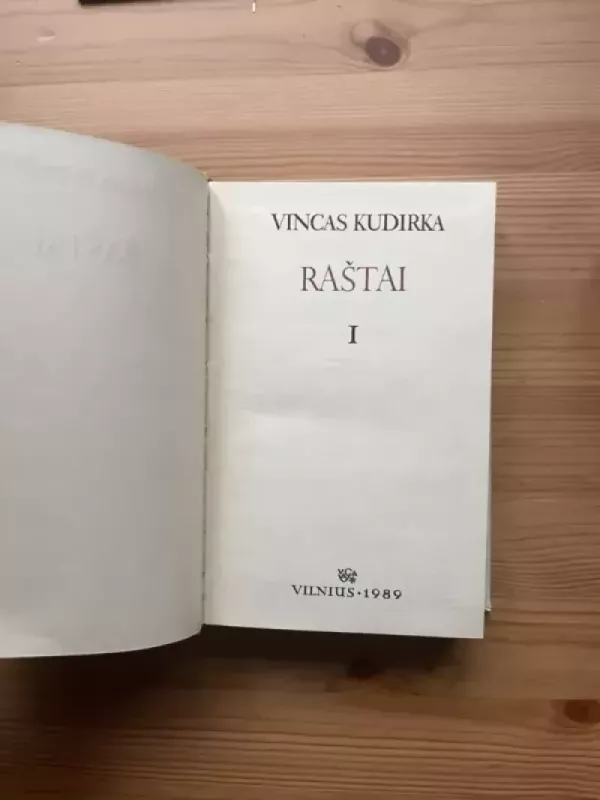 VINCAS KUDIRKA
RAŠTAI
I
VILNIUS · 1989